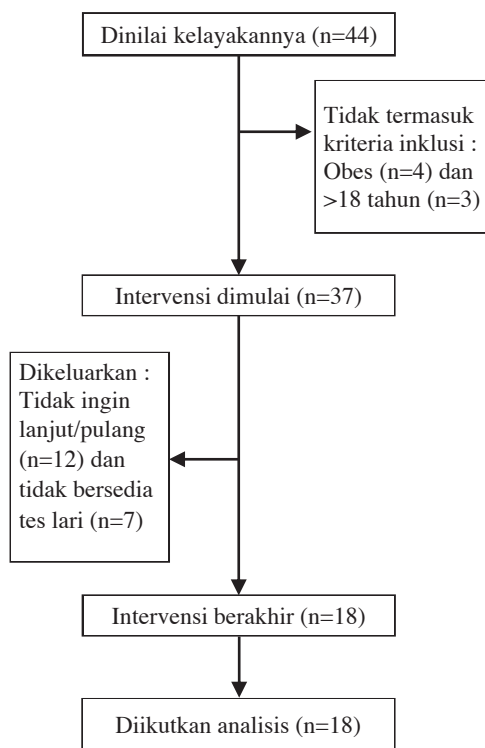 Dinilai kelayakannya (n=44)
Tidak termasuk
kriteria inklusi :
Obes (n=4) dan
>18 tahun (n=3)
Intervensi dimulai (n=37)
Dikeluarkan :
Tidak ingin
lanjut/pulang
(n=12) dan
tidak bersedia
tes lari (n=7)
Intervensi berakhir (n=18)
Diikutkan analisis (n=18)